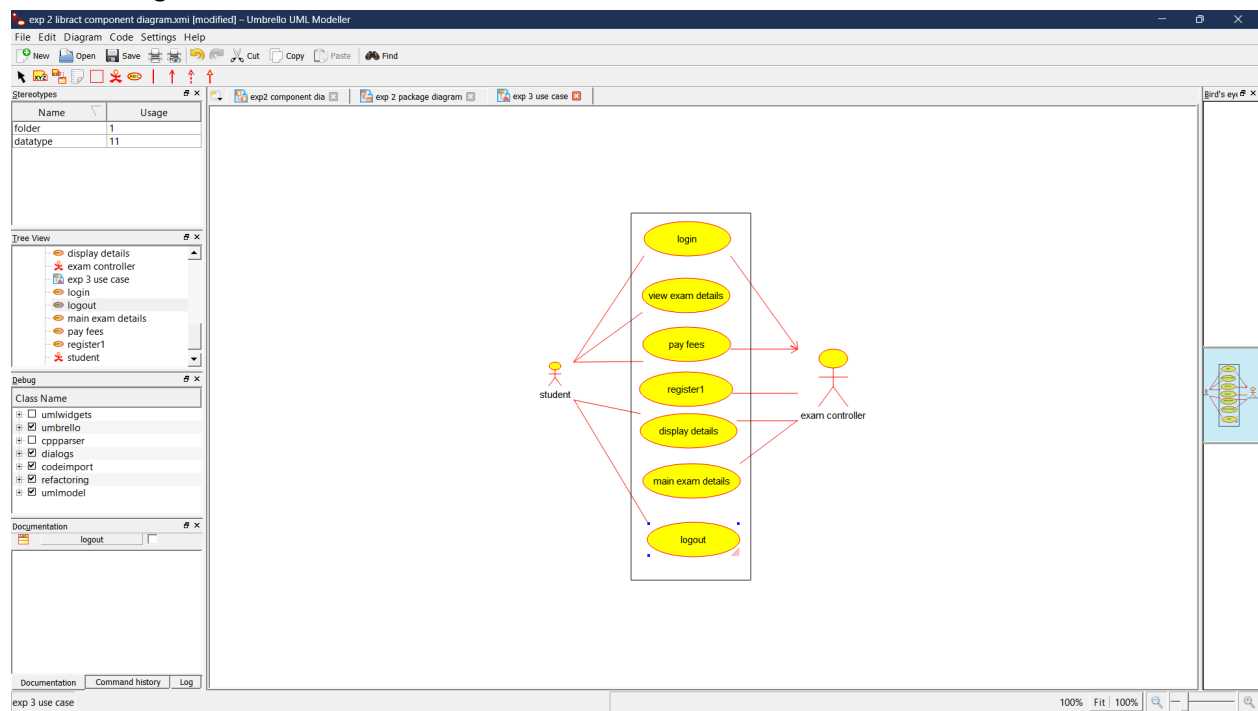 exp 2 libract component diagram.xmi [modified] – Umbrello UML Modeller
File Edit Diagram Code Settings Help
New Open Save Cut Copy Paste Find
XYZ ABC
Stereotypes
exp2 component dia
exp 2 package diagram
exp 3 use case
Bird's eye
Name Usage
folder 1
datatype 11
Tree View
display details
exam controller
exp 3 use case
login
logout
main exam details
pay fees
register1
student
Debug
Class Name
umlwidgets
umbrello
cppparser
dialogs
codeimport
refactoring
umlmodel
Documentation
logout
Documentation Command history Log
login
view exam details
pay fees
register1
display details
main exam details
logout
student
exam controller
exp 3 use case
100% Fit 100%